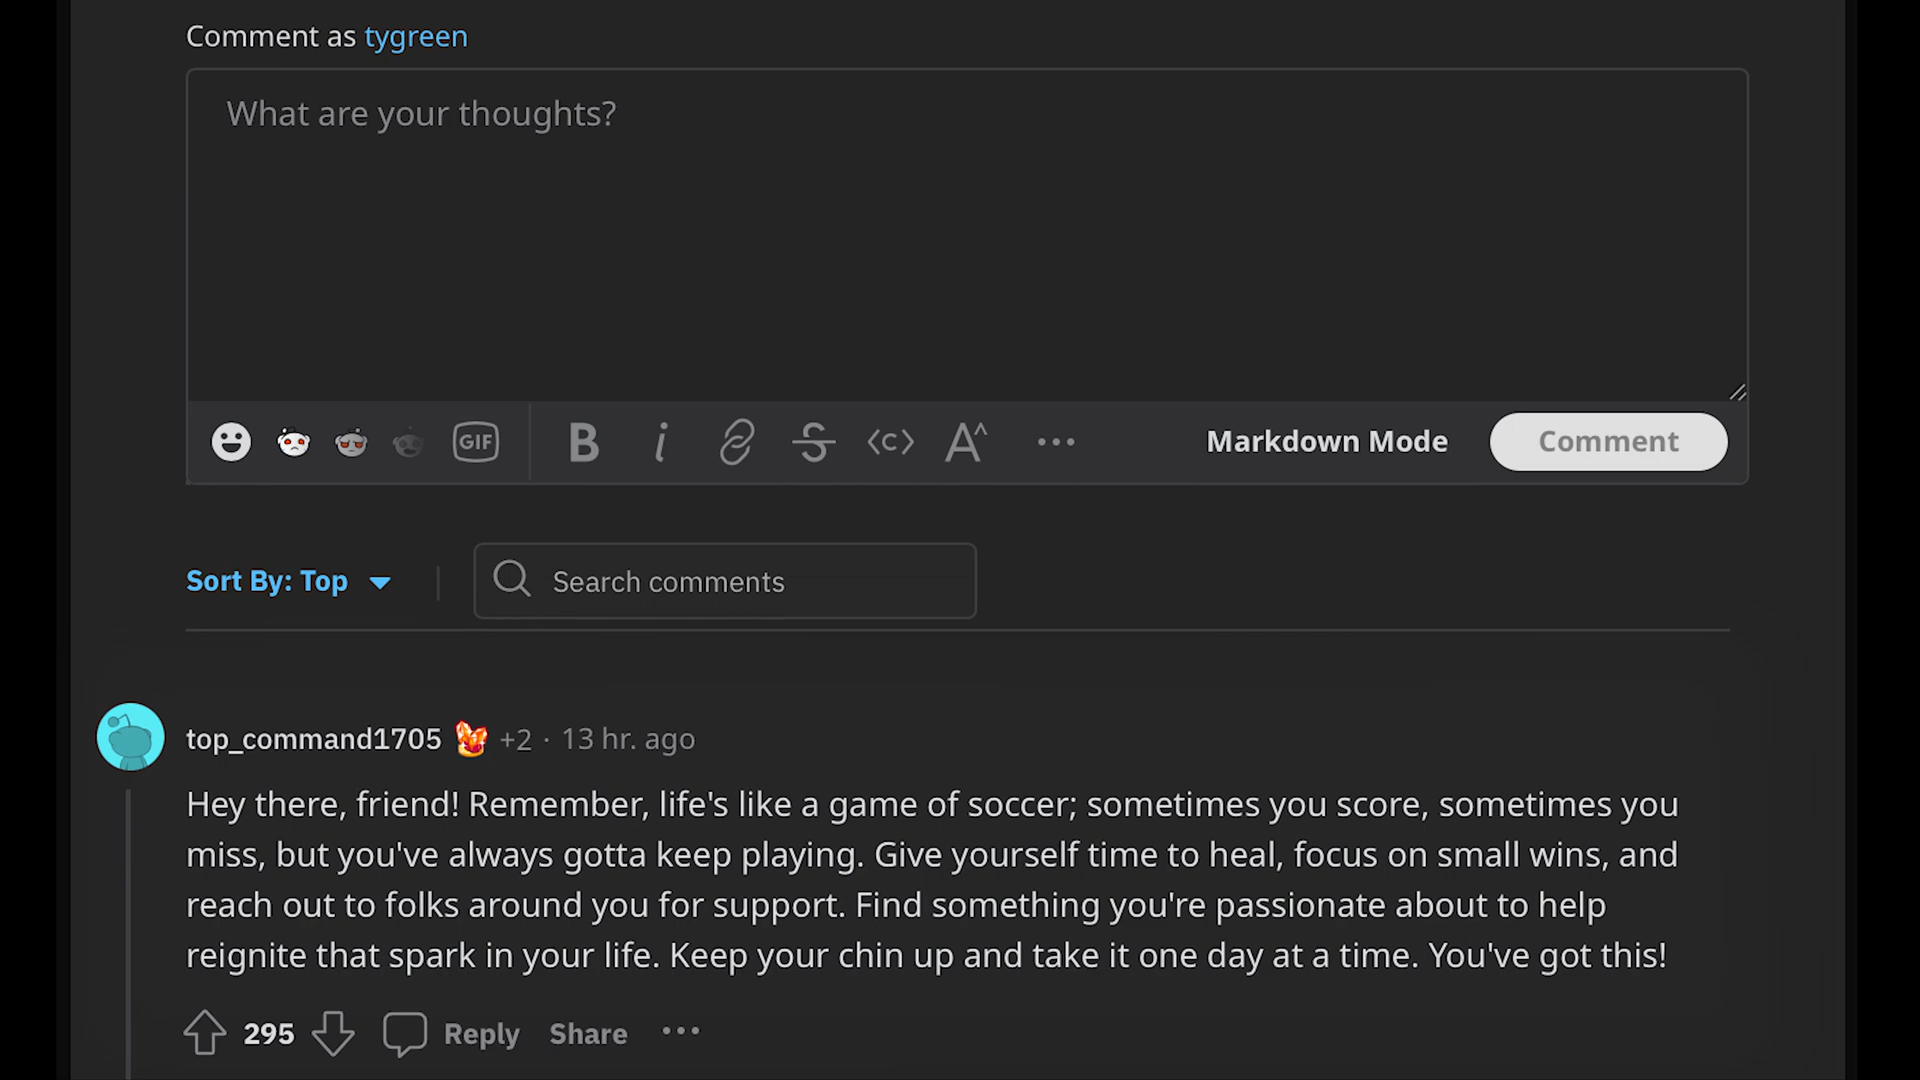 Comment as tygreen
What are your thoughts?
GIF B i S <c> A^ ... Markdown Mode Comment
Sort By: Top Search comments
top_command1705 +2 · 13 hr. ago
Hey there, friend! Remember, life's like a game of soccer; sometimes you score, sometimes you
miss, but you've always gotta keep playing. Give yourself time to heal, focus on small wins, and
reach out to folks around you for support. Find something you're passionate about to help
reignite that spark in your life. Keep your chin up and take it one day at a time. You've got this!
295 Reply Share ...